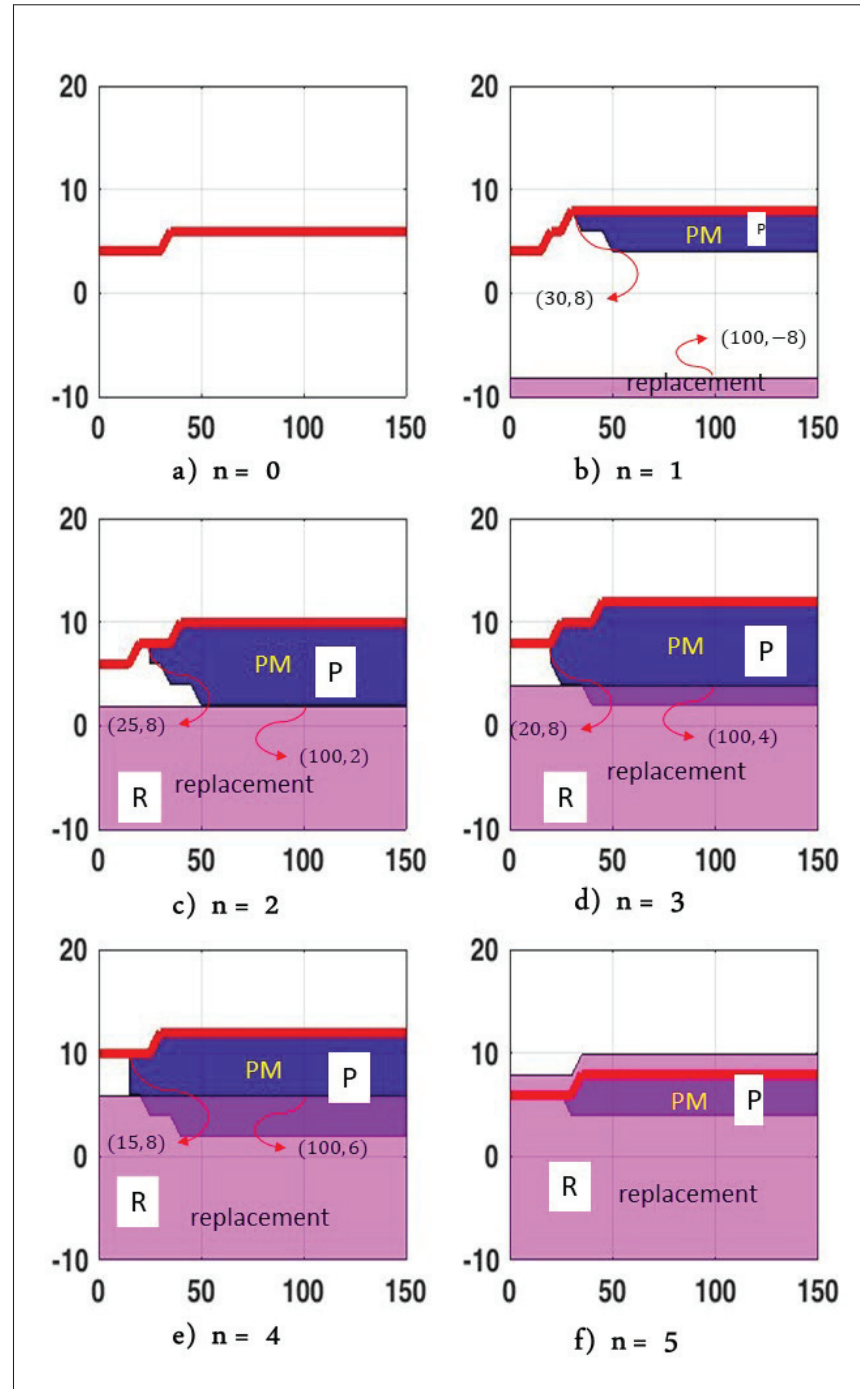 20
10
0
-10
0 50 100 150
a) n = 0
20
10
0
-10
PM P
(30,8)
(100,−8)
replacement
0 50 100 150
b) n = 1
20
10
0
-10
PM P
(25,8)
(100,2)
R replacement
0 50 100 150
c) n = 2
20
10
0
-10
PM P
(20,8)
(100,4)
R replacement
0 50 100 150
d) n = 3
20
10
0
-10
PM P
(15,8) (100,6)
R replacement
0 50 100 150
e) n = 4
20
10
0
-10
PM P
R replacement
0 50 100 150
f) n = 5